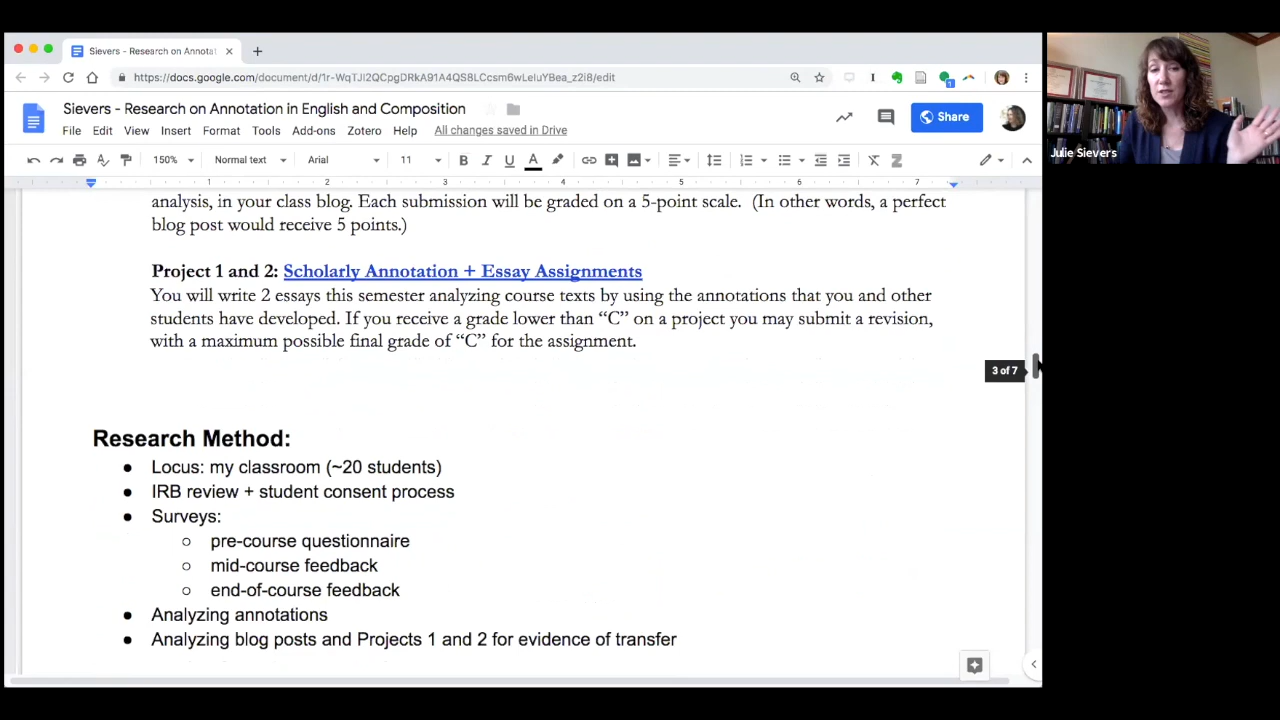 Sievers - Research on Annotat
https://docs.google.com/document/d/1r-WqTJI2QCpgDRkA91A4QS8LCcsm6wLeluYBea_z2i8/edit
Sievers - Research on Annotation in English and Composition
File Edit View Insert Format Tools Add-ons Zotero Help All changes saved in Drive
Share
Julie Sievers
150% Normal text Arial 11 B I U A
1 2 3 4 5 6 7
analysis, in your class blog. Each submission will be graded on a 5-point scale. (In other words, a perfect
blog post would receive 5 points.)
Project 1 and 2: Scholarly Annotation + Essay Assignments
You will write 2 essays this semester analyzing course texts by using the annotations that you and other
students have developed. If you receive a grade lower than “C” on a project you may submit a revision,
with a maximum possible final grade of “C” for the assignment.
3 of 7
Research Method:
● Locus: my classroom (~20 students)
● IRB review + student consent process
● Surveys:
○ pre-course questionnaire
○ mid-course feedback
○ end-of-course feedback
● Analyzing annotations
● Analyzing blog posts and Projects 1 and 2 for evidence of transfer